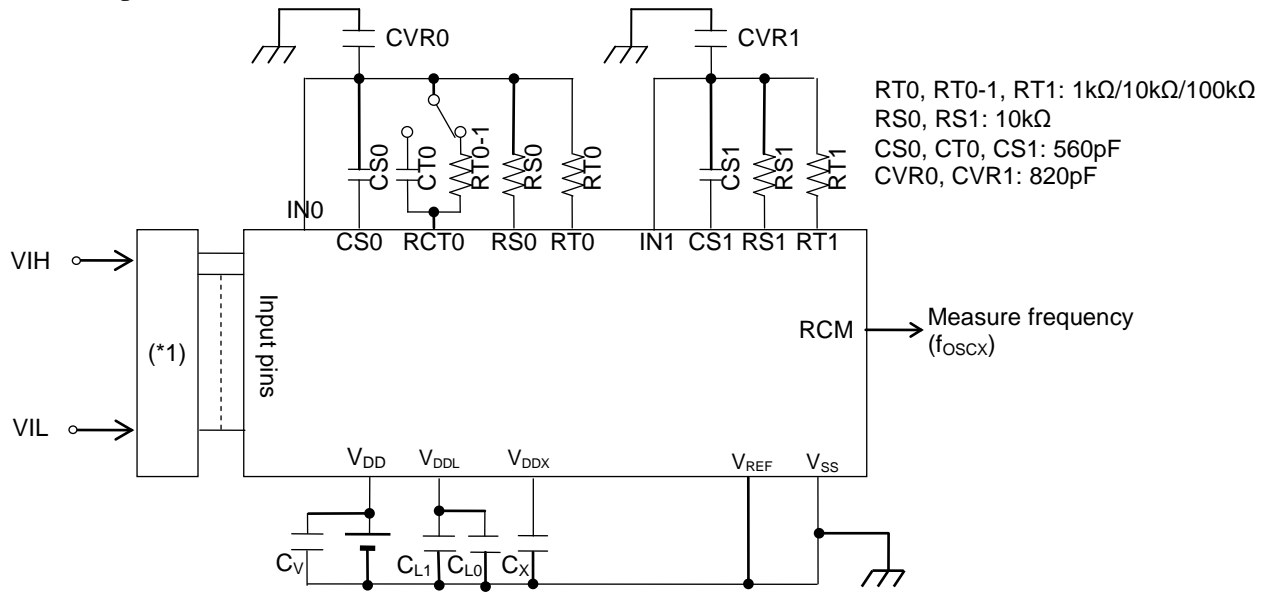 CVR0
CVR1
RT0, RT0-1, RT1: 1kΩ/10kΩ/100kΩ
RS0, RS1: 10kΩ
CS0, CT0, CS1: 560pF
CVR0, CVR1: 820pF
CS0
CT0
RT0-1
RS0
RT0
CS1
RS1
RT1
IN0
CS0
RCT0
RS0
RT0
IN1
CS1
RS1
RT1
VIH
(*1)
VIL
Input pins
RCM
Measure frequency
(fOSCX)
VDD
VDDL
VDDX
VREF
VSS
CV
CL1
CL0
CX